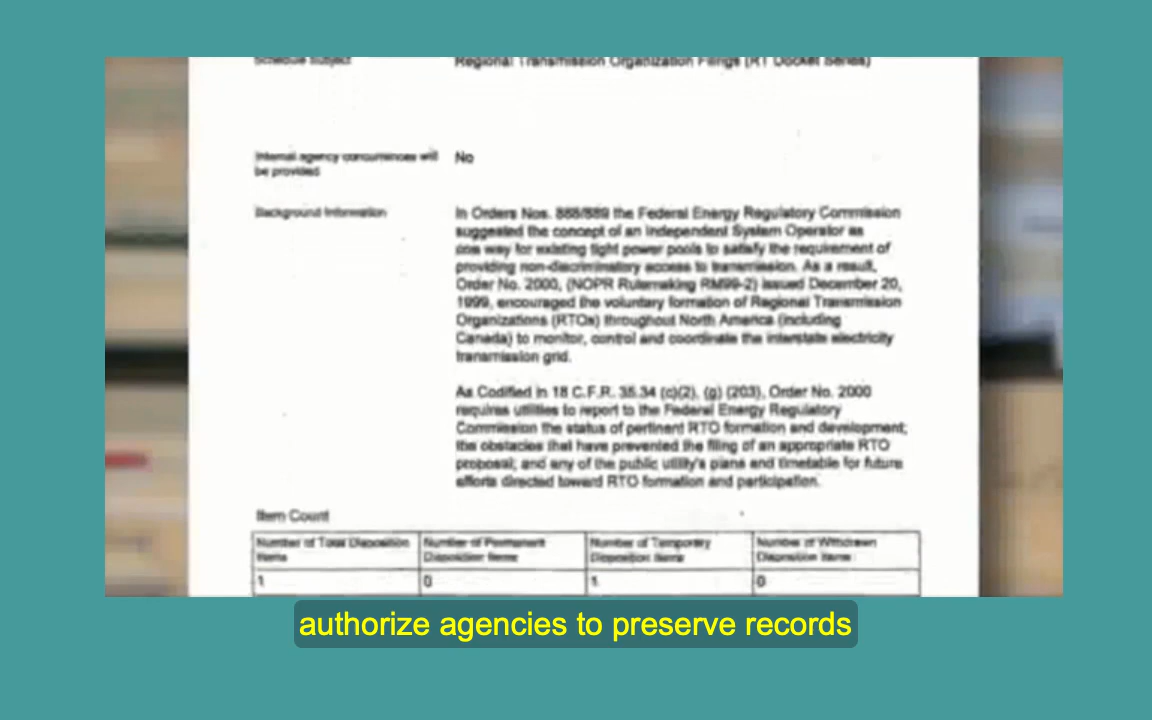 Schedule Subject Regional Transmission Organization Filings (RT Docket Series)
Internal agency concurrences will No
be provided
Background Information In Orders Nos. 888/889 the Federal Energy Regulatory Commission
suggested the concept of an Independent System Operator as
one way for existing tight power pools to satisfy the requirement of
providing non-discriminatory access to transmission. As a result,
Order No. 2000, (NOPR Rulemaking RM99-2) issued December 20,
1999, encouraged the voluntary formation of Regional Transmission
Organizations (RTOs) throughout North America (including
Canada) to monitor, control and coordinate the interstate electricity
transmission grid.
As Codified in 18 C.F.R. 35.34 (c)(2), (g) (203), Order No. 2000
requires utilities to report to the Federal Energy Regulatory
Commission the status of pertinent RTO formation and development;
the obstacles that have prevented the filing of an appropriate RTO
proposal; and any of the public utility's plans and timetable for future
efforts directed toward RTO formation and participation.
Item Count
Number of Total Disposition Number of Permanent Number of Temporary Number of Withdrawn
Items Disposition Items Disposition Items Disposition Items
1 0 1 0
authorize agencies to preserve records